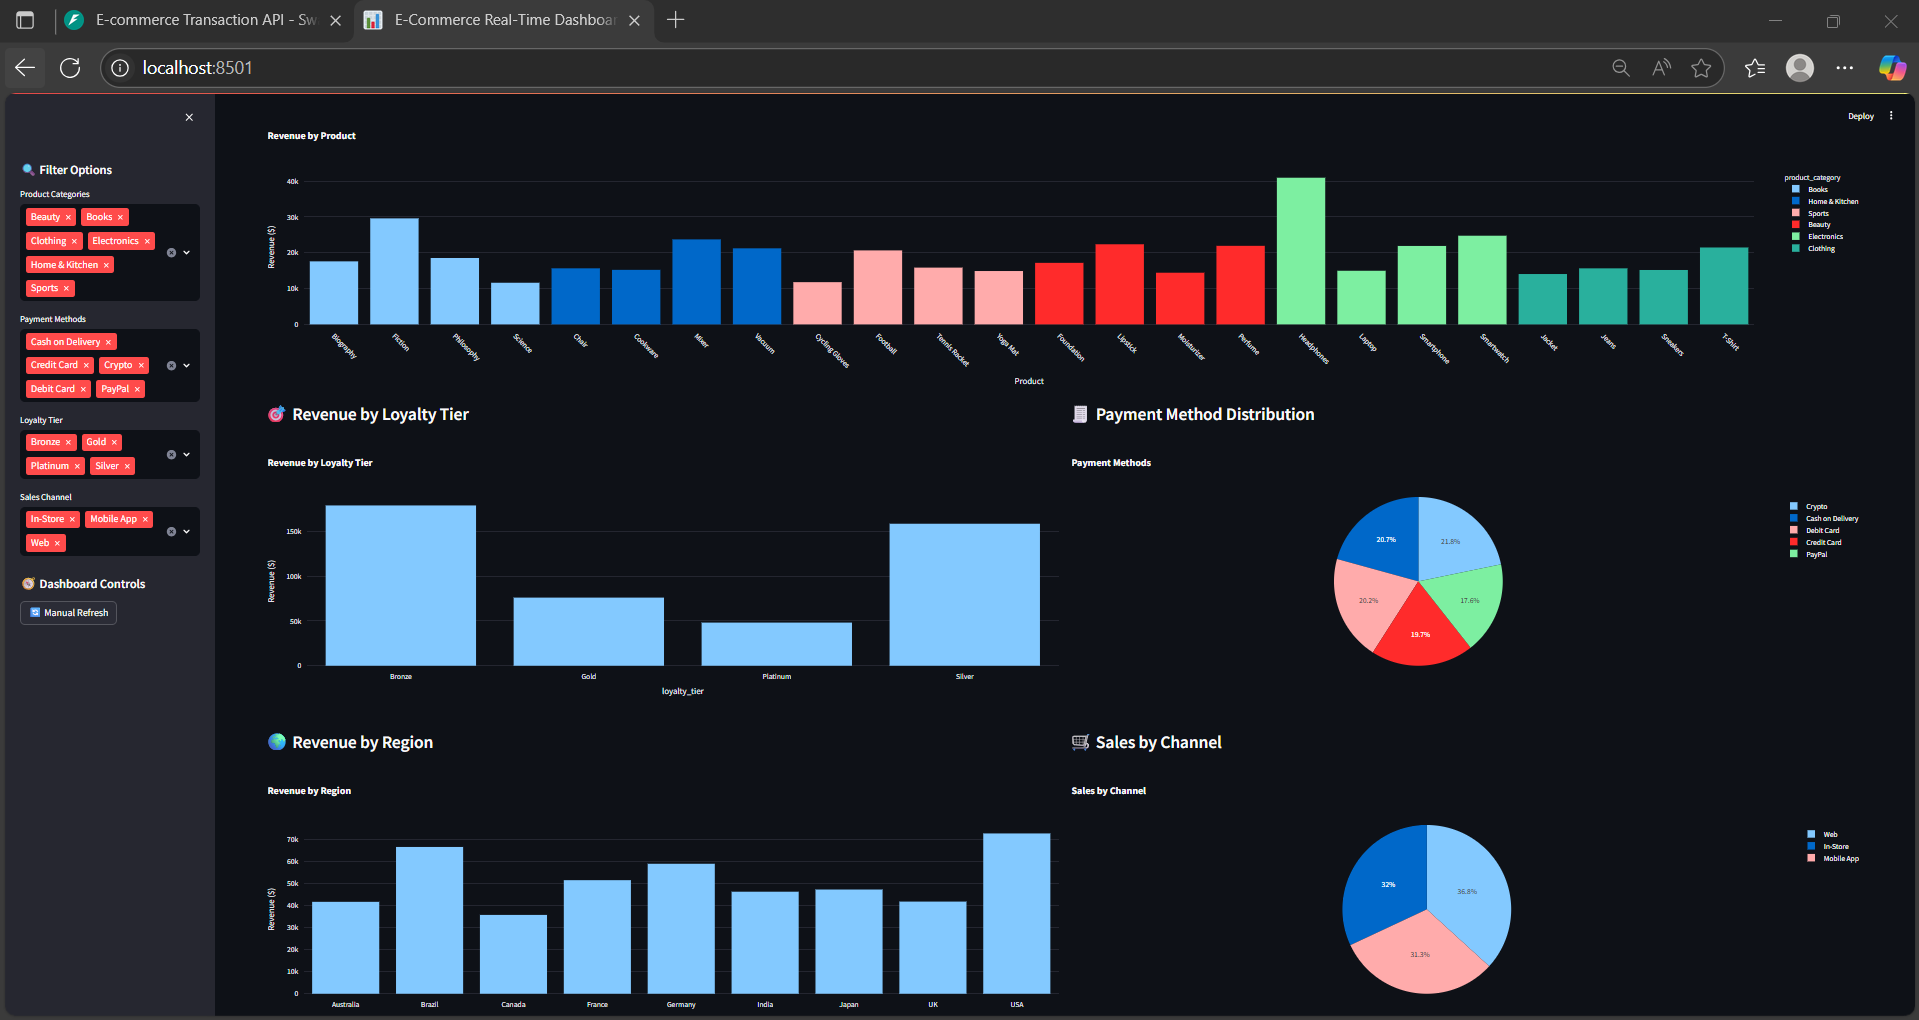 E-commerce Transaction API - Sw
E-Commerce Real-Time Dashboar
localhost:8501
Deploy
Filter Options
Product Categories
Beauty × Books ×
Clothing × Electronics ×
Home & Kitchen ×
Sports ×
Payment Methods
Cash on Delivery ×
Credit Card × Crypto ×
Debit Card × PayPal ×
Loyalty Tier
Bronze × Gold ×
Platinum × Silver ×
Sales Channel
In-Store × Mobile App ×
Web ×
Dashboard Controls
Manual Refresh
Revenue by Product
Revenue ($)
40k
30k
20k
10k
0
Biography Fiction Philosophy Science Chair Cookware Mixer Vacuum Cycling Gloves Football Tennis Racket Yoga Mat Foundation Lipstick Moisturizer Perfume Headphones Laptop Smartphone Smartwatch Jacket Jeans Sneakers T-Shirt
Product
product_category
Books
Home & Kitchen
Sports
Beauty
Electronics
Clothing
Revenue by Loyalty Tier
Revenue by Loyalty Tier
Revenue ($)
150k
100k
50k
0
Bronze Gold Platinum Silver
loyalty_tier
Payment Method Distribution
Payment Methods
20.7% 21.8%
20.2% 17.6%
19.7%
Crypto
Cash on Delivery
Debit Card
Credit Card
PayPal
Revenue by Region
Revenue by Region
Revenue ($)
70k
60k
50k
40k
30k
20k
10k
0
Australia Brazil Canada France Germany India Japan UK USA
Sales by Channel
Sales by Channel
32% 36.8%
31.3%
Web
In-Store
Mobile App